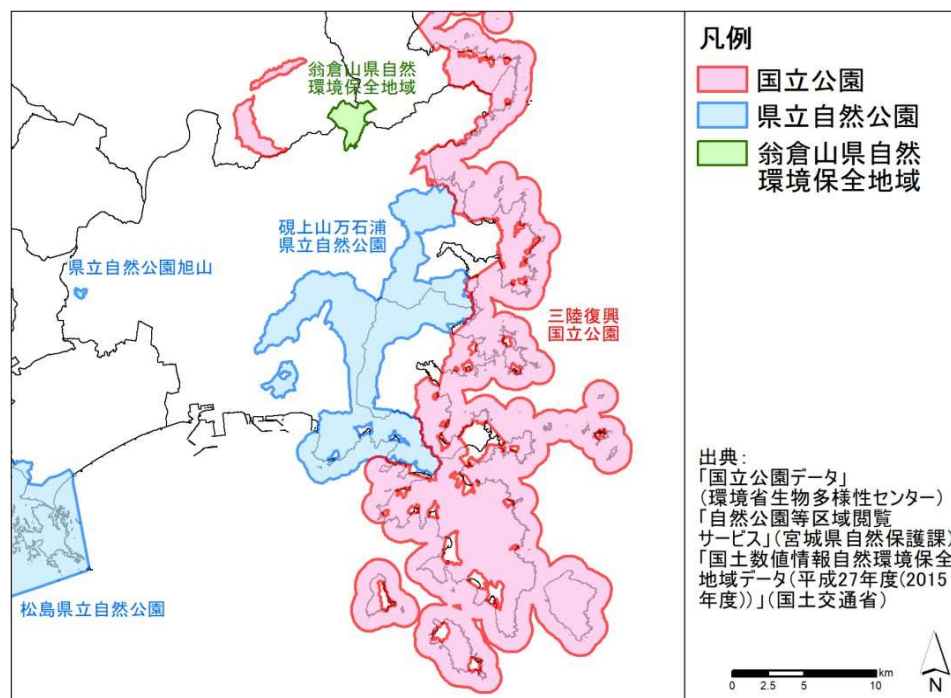 翁倉山県自然
環境保全地域
硯上山万石浦
県立自然公園
県立自然公園旭山
三陸復興
国立公園
松島県立自然公園
凡例
国立公園
県立自然公園
翁倉山県自然
環境保全地域
出典：
「国立公園データ」
（環境省生物多様性センター）
「自然公園等区域閲覧
サービス」（宮城県自然保護課）
「国土数値情報自然環境保全
地域データ（平成27年度（2015
年度））」（国土交通省）
0 2.5 5 10 km
N